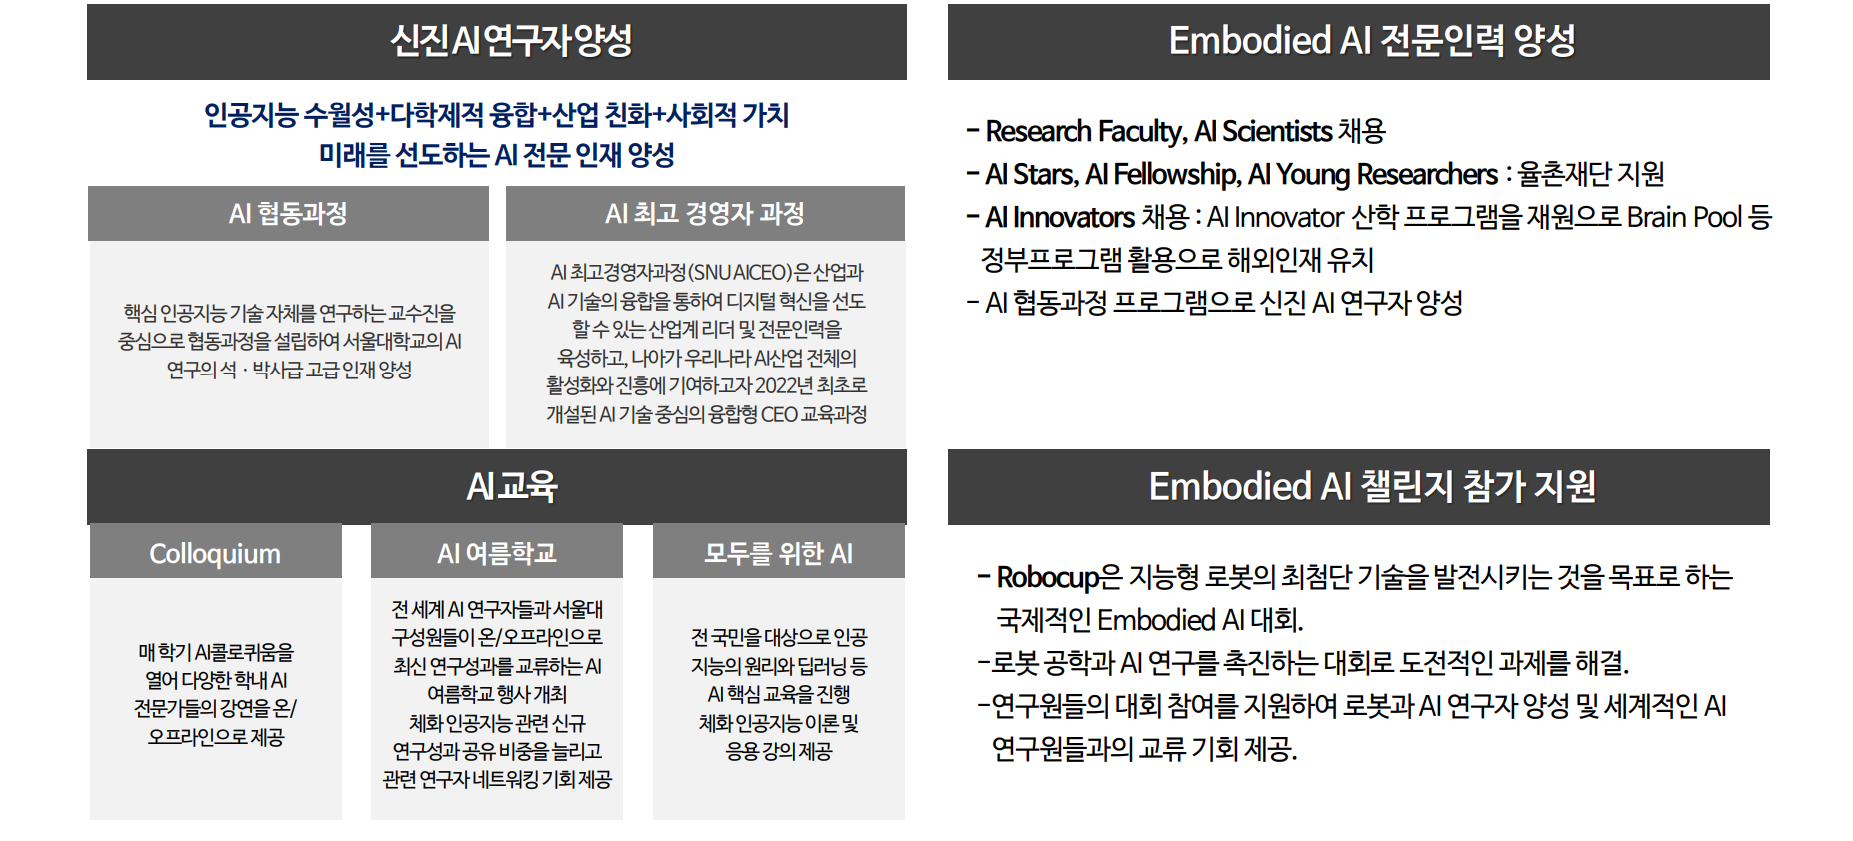 신진 AI 연구자 양성
인공지능 수월성+다학제적 융합+산업 친화+사회적 가치
미래를 선도하는 AI 전문 인재 양성
AI 협동과정
핵심 인공지능 기술 자체를 연구하는 교수진을
중심으로 협동과정을 설립하여 서울대학교의 AI
연구의 석 · 박사급 고급 인재 양성
AI 최고 경영자 과정
AI 최고경영자과정(SNU AICEO)은 산업과
AI 기술의 융합을 통하여 디지털 혁신을 선도
할 수 있는 산업계 리더 및 전문인력을
육성하고, 나아가 우리나라 AI산업 전체의
활성화와 진흥에 기여하고자 2022년 최초로
개설된 AI 기술 중심의 융합형 CEO 교육과정
AI 교육
Colloquium
매 학기 AI콜로퀴움을
열어 다양한 학내 AI
전문가들의 강연을 온/
오프라인으로 제공
AI 여름학교
전 세계 AI 연구자들과 서울대
구성원들이 온/오프라인으로
최신 연구성과를 교류하는 AI
여름학교 행사 개최
체화 인공지능 관련 신규
연구성과 공유 비중을 늘리고
관련 연구자 네트워킹 기회 제공
모두를 위한 AI
전 국민을 대상으로 인공
지능의 원리와 딥러닝 등
AI 핵심 교육을 진행
체화 인공지능 이론 및
응용 강의 제공
Embodied AI 전문인력 양성
- Research Faculty, AI Scientists 채용
- AI Stars, AI Fellowship, AI Young Researchers : 율촌재단 지원
- AI Innovators 채용 : AI Innovator 산학 프로그램을 재원으로 Brain Pool 등
정부프로그램 활용으로 해외인재 유치
- AI 협동과정 프로그램으로 신진 AI 연구자 양성
Embodied AI 챌린지 참가 지원
- Robocup은 지능형 로봇의 최첨단 기술을 발전시키는 것을 목표로 하는
국제적인 Embodied AI 대회.
-로봇 공학과 AI 연구를 촉진하는 대회로 도전적인 과제를 해결.
-연구원들의 대회 참여를 지원하여 로봇과 AI 연구자 양성 및 세계적인 AI
연구원들과의 교류 기회 제공.